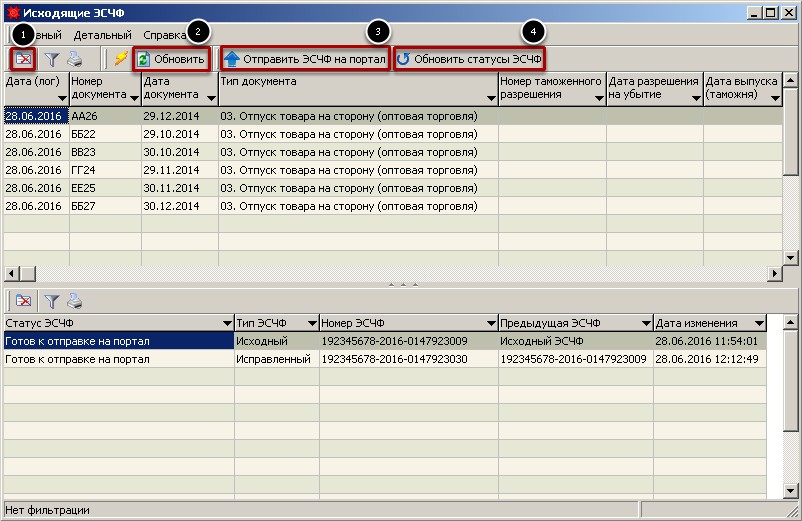 Исходящие ЭСЧФ
1 2 3 4
вный Детальный Справка
Обновить Отправить ЭСЧФ на портал Обновить статусы ЭСЧФ
Дата (лог) Номер документа Дата документа Тип документа Номер таможенного разрешения Дата разрешения на убытие Дата выпуска (таможня)
28.06.2016 АА26 29.12.2014 03. Отпуск товара на сторону (оптовая торговля)
28.06.2016 ББ22 29.10.2014 03. Отпуск товара на сторону (оптовая торговля)
28.06.2016 ВВ23 30.10.2014 03. Отпуск товара на сторону (оптовая торговля)
28.06.2016 ГГ24 29.11.2014 03. Отпуск товара на сторону (оптовая торговля)
28.06.2016 ЕЕ25 30.11.2014 03. Отпуск товара на сторону (оптовая торговля)
28.06.2016 ББ27 30.12.2014 03. Отпуск товара на сторону (оптовая торговля)
Статус ЭСЧФ Тип ЭСЧФ Номер ЭСЧФ Предыдущая ЭСЧФ Дата изменения
Готов к отправке на портал Исходный 192345678-2016-0147923009 Исходный ЭСЧФ 28.06.2016 11:54:01
Готов к отправке на портал Исправленный 192345678-2016-0147923030 192345678-2016-0147923009 28.06.2016 12:12:49
Нет фильтрации